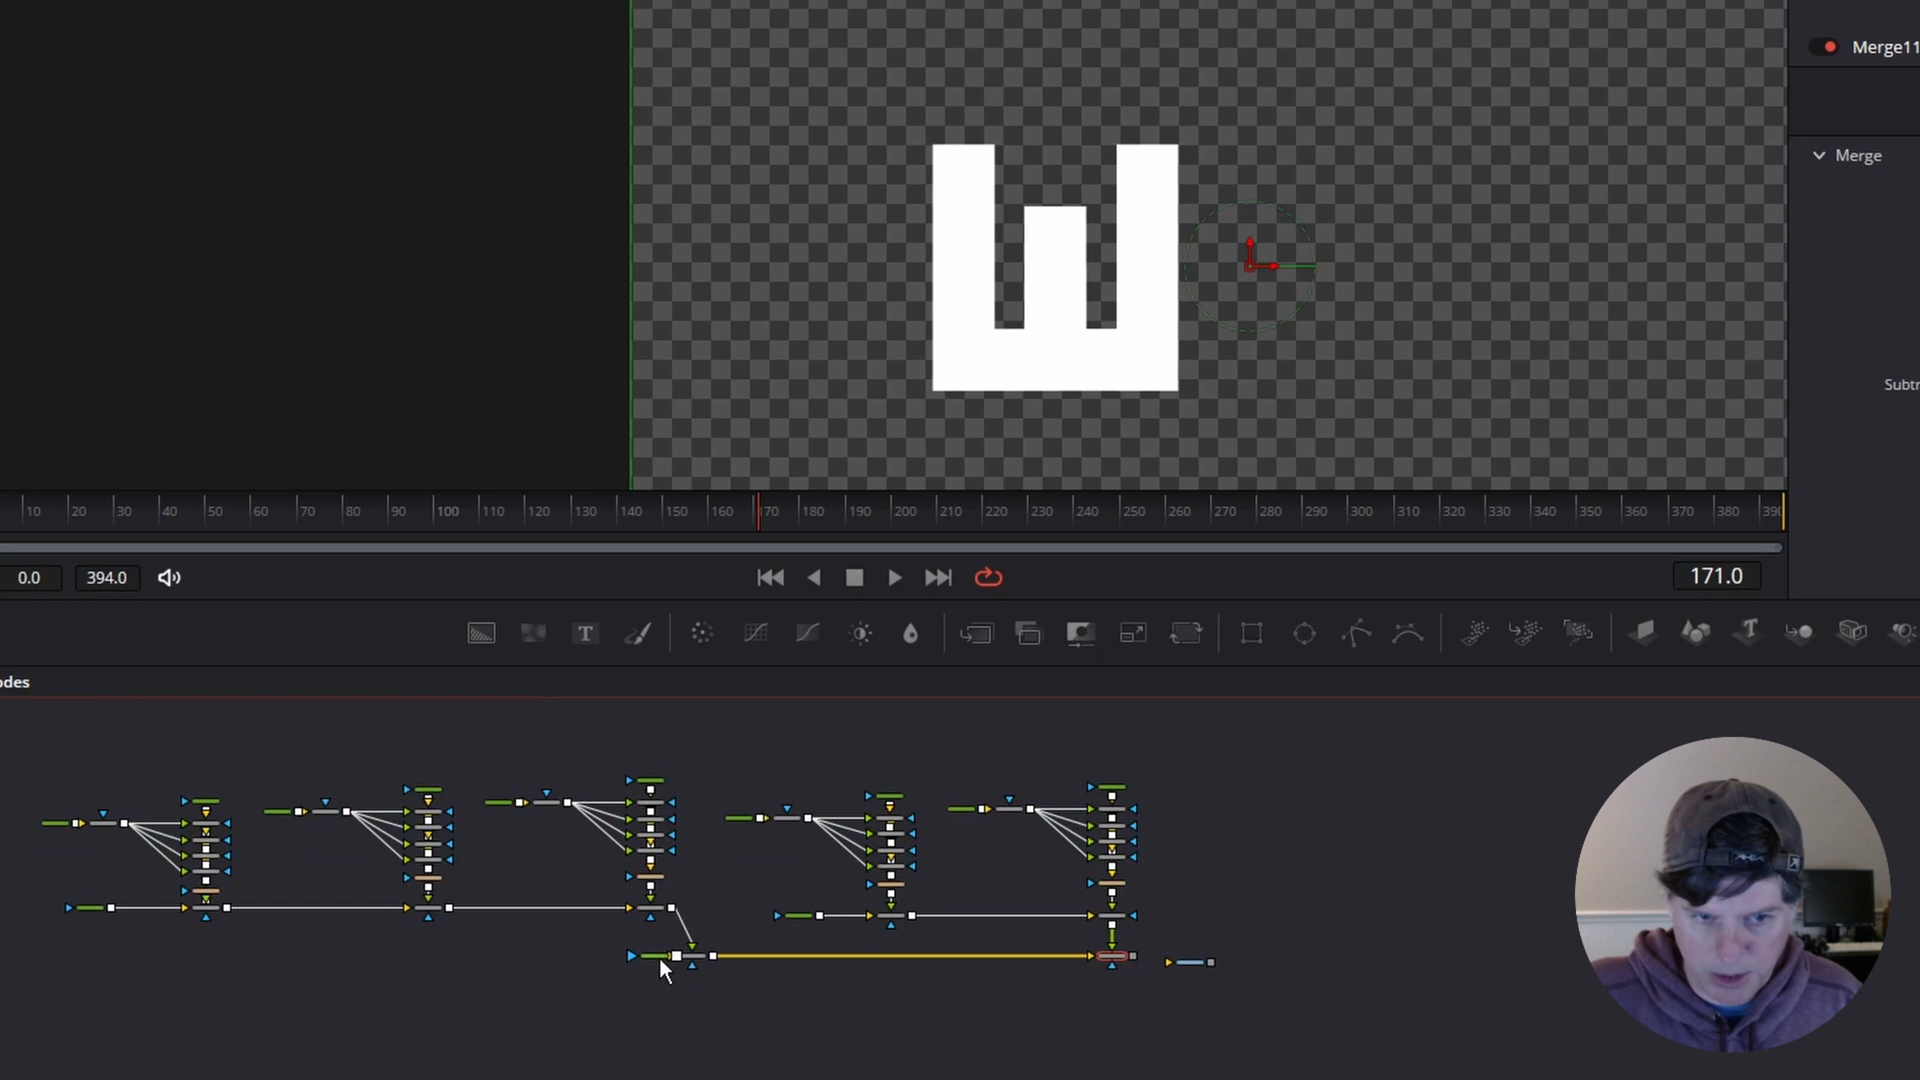 Merge11
Merge
W
Subtr
10 20 30 40 50 60 70 80 90 100 110 120 130 140 150 160 170 180 190 200 210 220 230 240 250 260 270 280 290 300 310 320 330 340 350 360 370 380 390
0.0 394.0 171.0
T T
odes